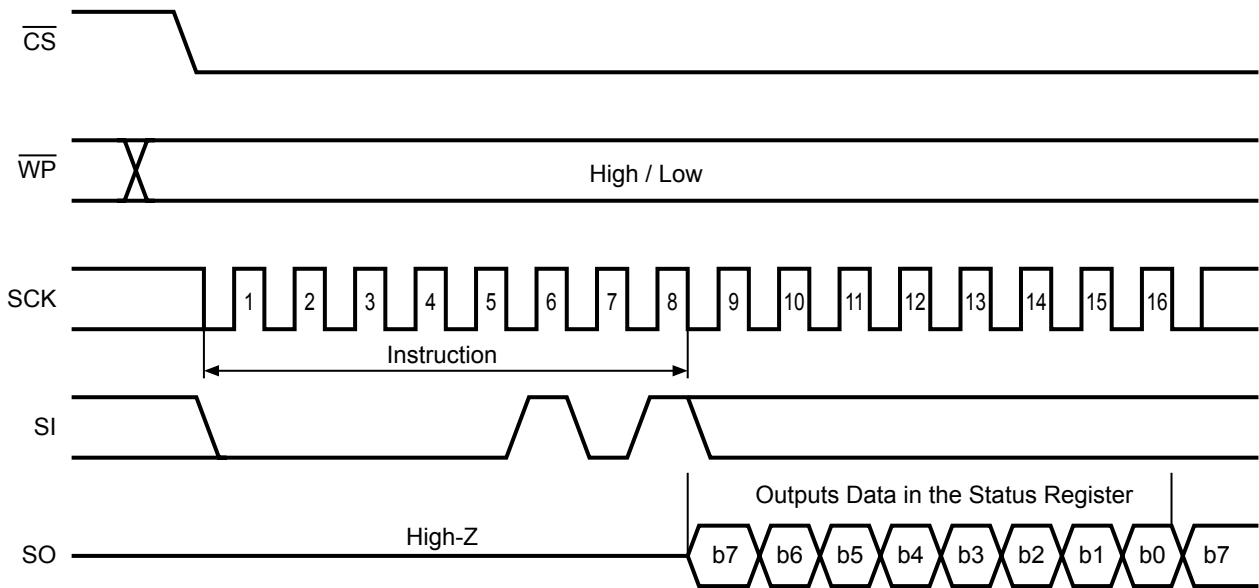 CS
WP
High / Low
SCK
1 2 3 4 5 6 7 8 9 10 11 12 13 14 15 16
Instruction
SI
Outputs Data in the Status Register
High-Z
SO
b7 b6 b5 b4 b3 b2 b1 b0 b7